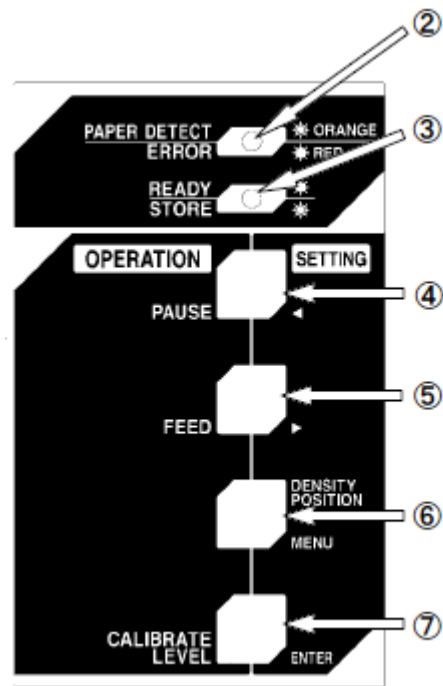 ②
PAPER DETECT
ORANGE
③
ERROR
RED
READY
STORE
OPERATION
SETTING
④
PAUSE
◄
⑤
FEED
►
DENSITY
POSITION
⑥
MENU
⑦
CALIBRATE
LEVEL
ENTER